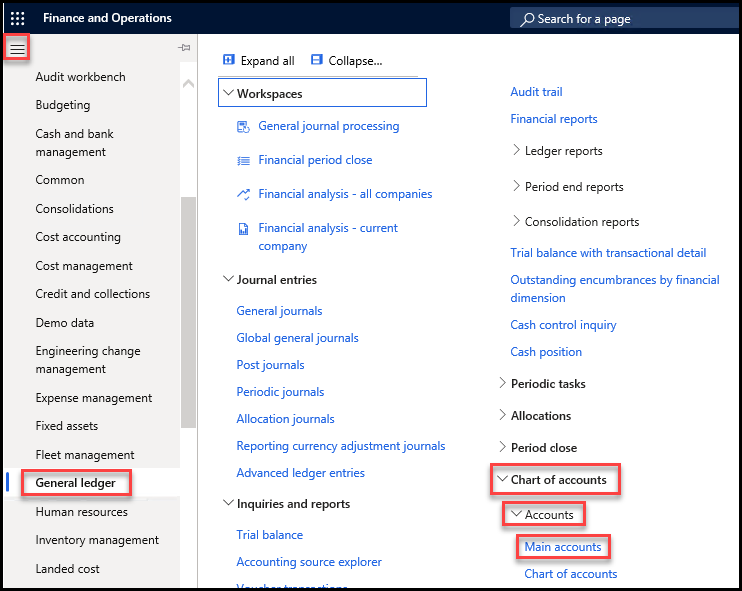 Finance and Operations
Search for a page
Audit workbench
Budgeting
Cash and bank
management
Common
Consolidations
Cost accounting
Cost management
Credit and collections
Demo data
Engineering change
management
Expense management
Fixed assets
Fleet management
General ledger
Human resources
Inventory management
Landed cost
Expand all
Collapse...
Workspaces
General journal processing
Financial period close
Financial analysis - all companies
Financial analysis - current
company
Journal entries
General journals
Global general journals
Post journals
Periodic journals
Allocation journals
Reporting currency adjustment journals
Advanced ledger entries
Inquiries and reports
Trial balance
Accounting source explorer
Voucher transactions
Audit trail
Financial reports
Ledger reports
Period end reports
Consolidation reports
Trial balance with transactional detail
Outstanding encumbrances by financial
dimension
Cash control inquiry
Cash position
Periodic tasks
Allocations
Period close
Chart of accounts
Accounts
Main accounts
Chart of accounts